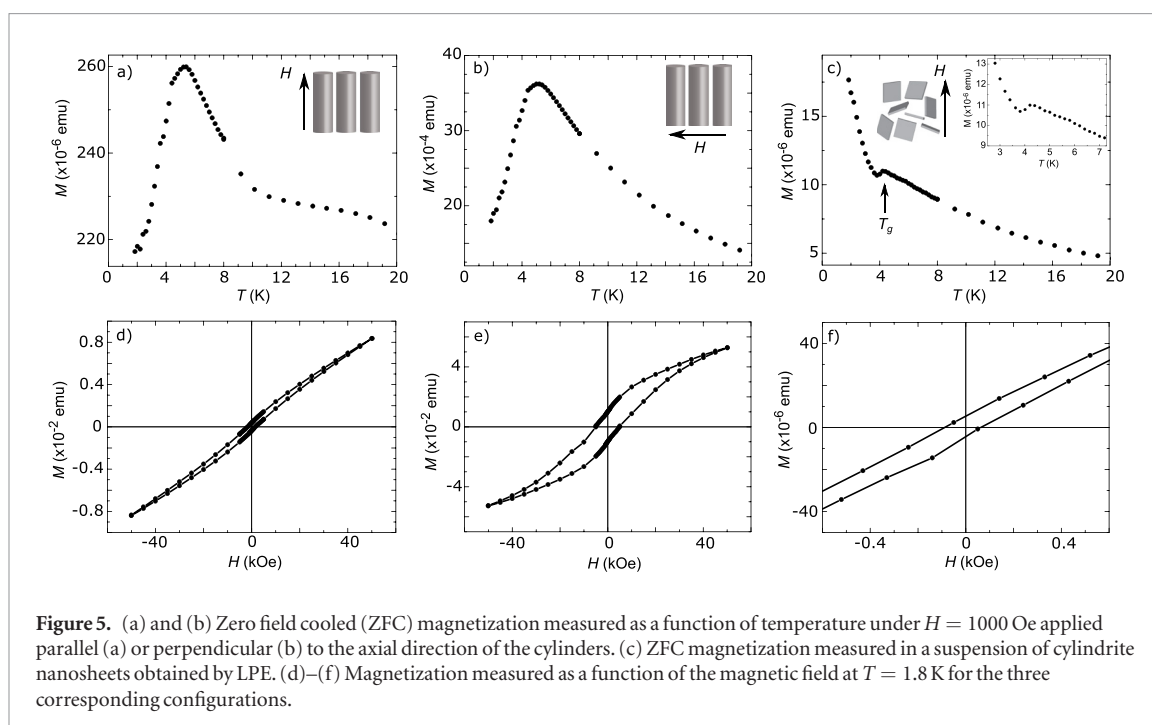 a)
H
260
240
220
M (x10-6 emu)
0 4 8 12 16 20
T (K)
b)
H
40
30
20
M (x10-4 emu)
0 4 8 12 16 20
T (K)
c)
H
15
10
5
M (x10-6 emu)
Tg
0 4 8 12 16 20
T (K)
13
12
11
10
9
M (x10-6 emu)
3 4 5 6 7
T (K)
d)
0.8
0.4
0
-0.4
-0.8
M (x10-2 emu)
-40 0 40
H (kOe)
e)
4
0
-4
M (x10-2 emu)
-40 0 40
H (kOe)
f)
40
0
-40
M (x10-6 emu)
-0.4 0 0.4
H (kOe)
Figure 5. (a) and (b) Zero field cooled (ZFC) magnetization measured as a function of temperature under H = 1000 Oe applied
parallel (a) or perpendicular (b) to the axial direction of the cylinders. (c) ZFC magnetization measured in a suspension of cylindrite
nanosheets obtained by LPE. (d)–(f) Magnetization measured as a function of the magnetic field at T = 1.8 K for the three
corresponding configurations.